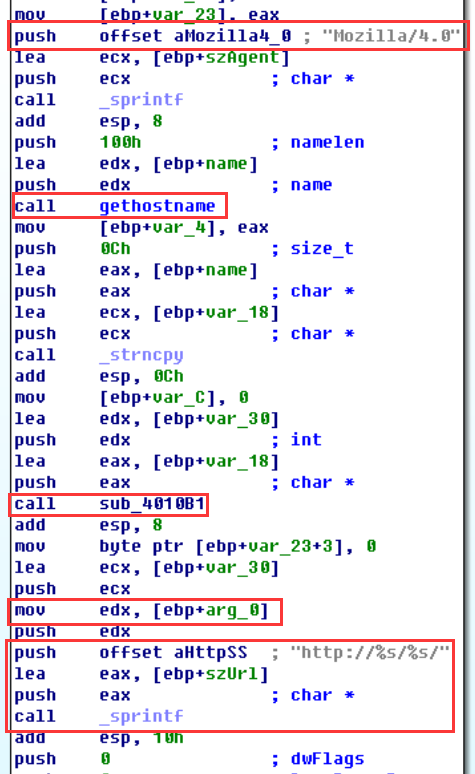 mov [ebp+var_23], eax
push offset aMozilla4_0 ; "Mozilla/4.0"
lea ecx, [ebp+szAgent]
push ecx ; char *
call _sprintf
add esp, 8
push 100h ; namelen
lea edx, [ebp+name]
push edx ; name
call gethostname
mov [ebp+var_4], eax
push 0Ch ; size_t
lea eax, [ebp+name]
push eax ; char *
lea ecx, [ebp+var_18]
push ecx ; char *
call _strncpy
add esp, 0Ch
mov [ebp+var_C], 0
lea edx, [ebp+var_30]
push edx ; int
lea eax, [ebp+var_18]
push eax ; char *
call sub_4010B1
add esp, 8
mov byte ptr [ebp+var_23+3], 0
lea ecx, [ebp+var_30]
push ecx
mov edx, [ebp+arg_0]
push edx
push offset aHttpSS ; "http://%s/%s/"
lea eax, [ebp+szUrl]
push eax ; char *
call _sprintf
add esp, 10h
push 0 ; dwFlags